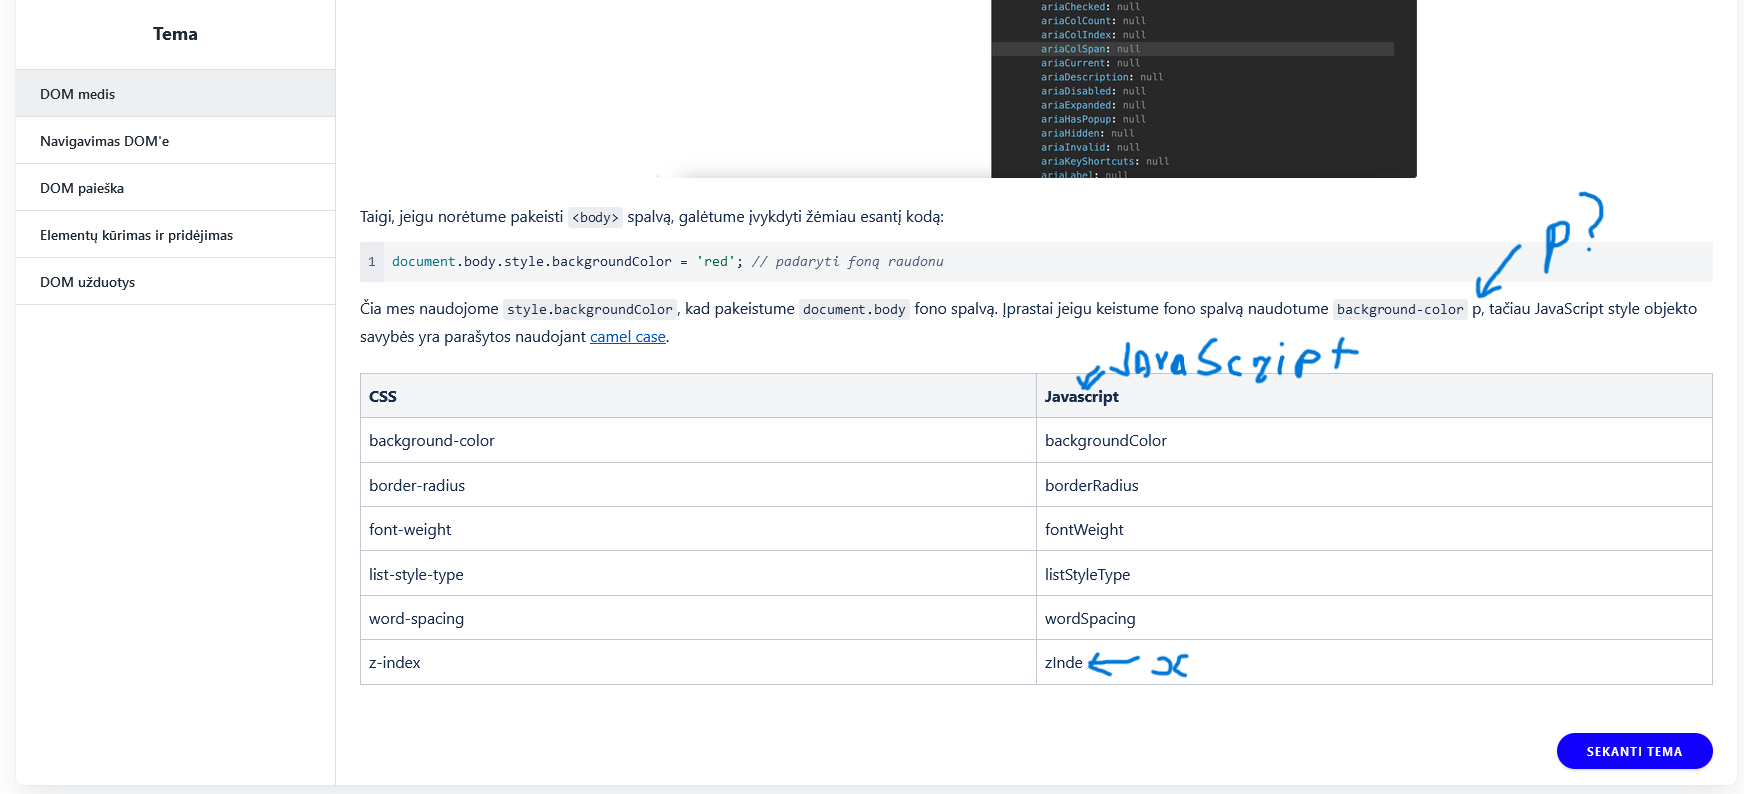 Tema
DOM medis
Navigavimas DOM'e
DOM paieška
Elementų kūrimas ir pridėjimas
DOM užduotys
ariaChecked: null
ariaColCount: null
ariaColIndex: null
ariaColSpan: null
ariaCurrent: null
ariaDescription: null
ariaDisabled: null
ariaExpanded: null
ariaHasPopup: null
ariaHidden: null
ariaInvalid: null
ariaKeyShortcuts: null
ariaLabel: null
Taigi, jeigu norėtume pakeisti <body> spalvą, galėtume įvykdyti žėmiau esantį kodą:
p?
1 document.body.style.backgroundColor = 'red'; // padaryti foną raudonu
Čia mes naudojome style.backgroundColor, kad pakeistume document.body fono spalvą. Įprastai jeigu keistume fono spalvą naudotume background-color p, tačiau JavaScript style objekto
savybės yra parašytos naudojant camel case.
JavaScript
CSS Javascript
background-color backgroundColor
border-radius borderRadius
font-weight fontWeight
list-style-type listStyleType
word-spacing wordSpacing
z-index zInde x
SEKANTI TEMA